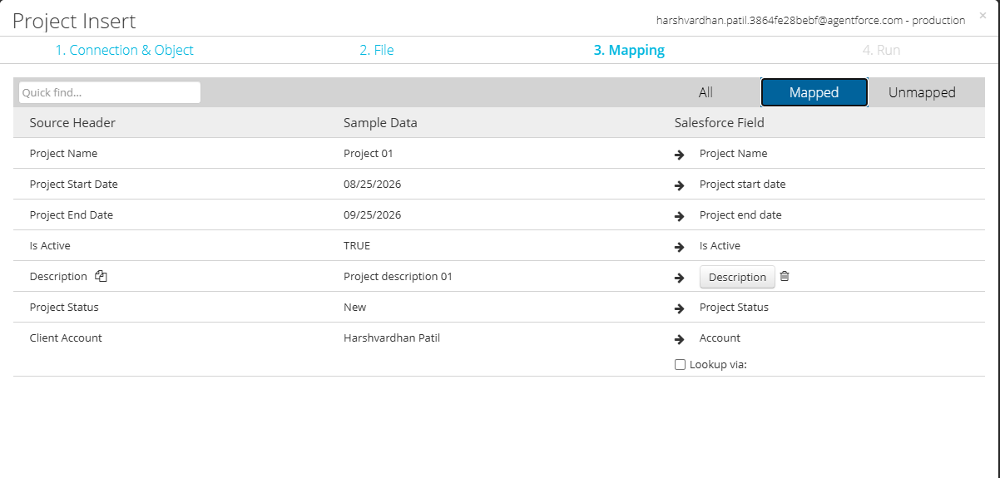 Project Insert
harshvardhan.patil.3864fe28bebf@agentforce.com - production
×
1. Connection & Object 2. File 3. Mapping 4. Run
Quick find... All Mapped Unmapped
Source Header Sample Data Salesforce Field
Project Name Project 01 Project Name
Project Start Date 08/25/2026 Project start date
Project End Date 09/25/2026 Project end date
Is Active TRUE Is Active
Description Project description 01 Description
Project Status New Project Status
Client Account Harshvardhan Patil Account
Lookup via: